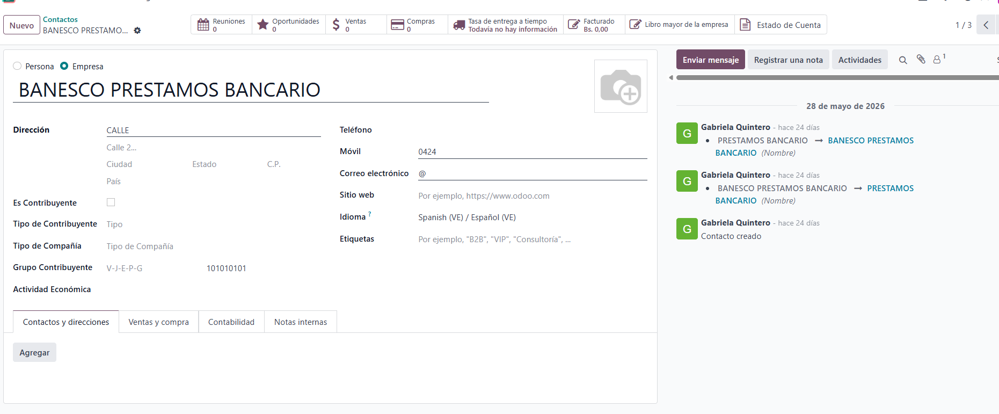 Nuevo
Contactos
BANESCO PRESTAMO...
Reuniones
0
Oportunidades
0
Ventas
0
Compras
0
Tasa de entrega a tiempo
Todavía no hay información
Facturado
Bs. 0,00
Libro mayor de la empresa
Estado de Cuenta
1 / 3
Persona
Empresa
BANESCO PRESTAMOS BANCARIO
Dirección
CALLE
Calle 2...
Ciudad Estado C.P.
País
Es Contribuyente
Tipo de Contribuyente Tipo
Tipo de Compañía Tipo de Compañía
Grupo Contribuyente V-J-E-P-G 101010101
Actividad Económica
Teléfono
Móvil 0424
Correo electrónico @
Sitio web Por ejemplo, https://www.odoo.com
Idioma ? Spanish (VE) / Español (VE)
Etiquetas Por ejemplo, "B2B", "VIP", "Consultoría", ...
Contactos y direcciones
Ventas y compra
Contabilidad
Notas internas
Agregar
Enviar mensaje
Registrar una nota
Actividades
1
28 de mayo de 2026
G
Gabriela Quintero - hace 24 días
• PRESTAMOS BANCARIO → BANESCO PRESTAMOS
BANCARIO (Nombre)
G
Gabriela Quintero - hace 24 días
• BANESCO PRESTAMOS BANCARIO → PRESTAMOS
BANCARIO (Nombre)
G
Gabriela Quintero - hace 24 días
Contacto creado